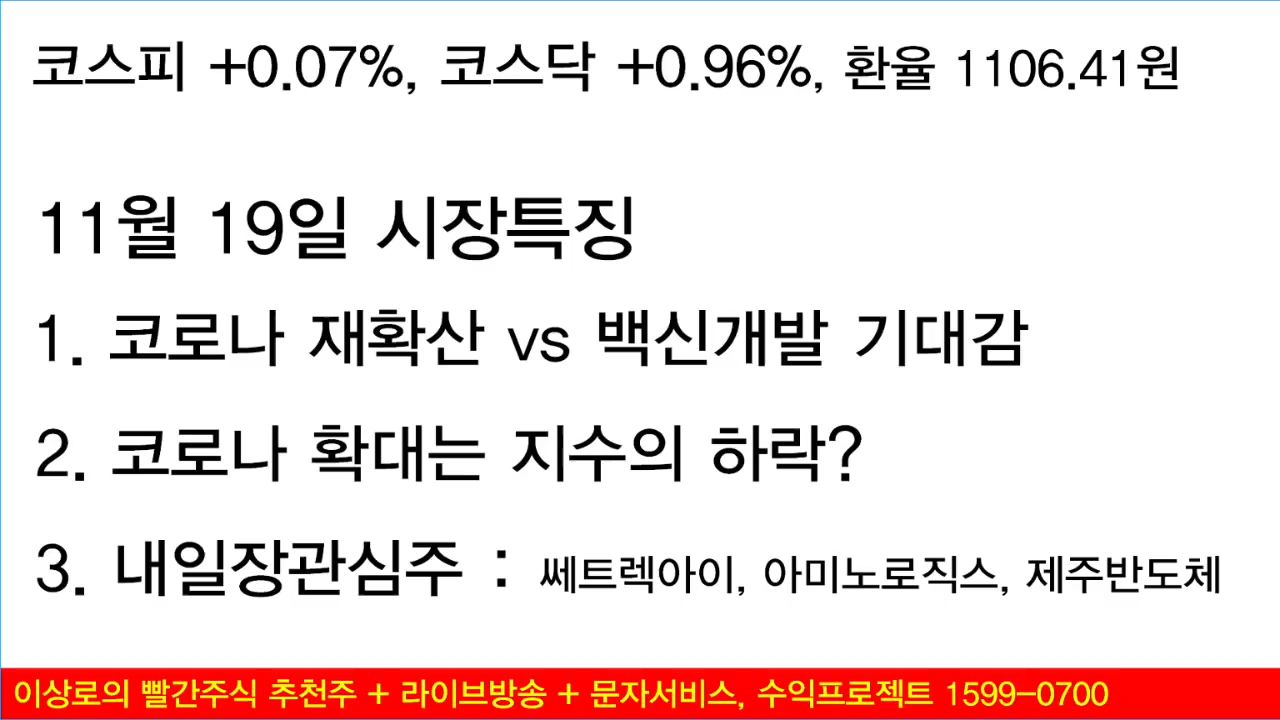 코스피 +0.07%, 코스닥 +0.96%, 환율 1106.41원
11월 19일 시장특징
1. 코로나 재확산 vs 백신개발 기대감
2. 코로나 확대는 지수의 하락?
3. 내일장관심주 : 쎄트렉아이, 아미노로직스, 제주반도체
이상로의 빨간주식 추천주 + 라이브방송 + 문자서비스, 수익프로젝트 1599-0700